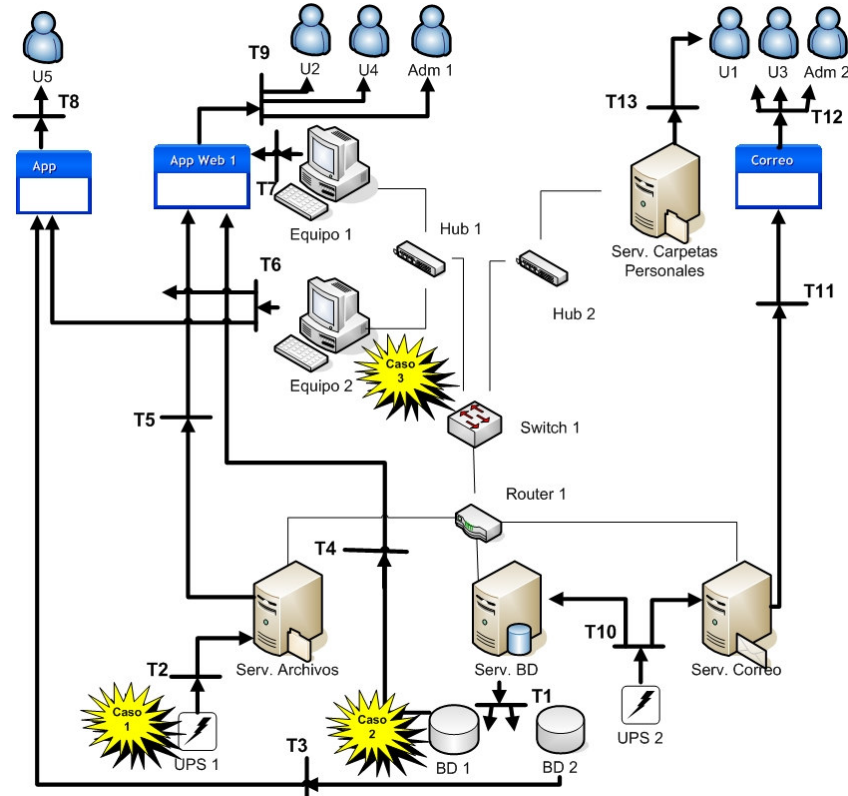 U5
T8
T9
U2
U4
Adm 1
U1
U3
Adm 2
T13
T12
App
App Web 1
T7
Correo
Equipo 1
Hub 1
Serv. Carpetas
Personales
T6
Hub 2
T11
Equipo 2
Caso
3
T5
Switch 1
Router 1
T4
T10
T2
Serv. Archivos
Serv. BD
Serv. Correo
Caso
1
UPS 1
Caso
2
T1
BD 1
BD 2
UPS 2
T3